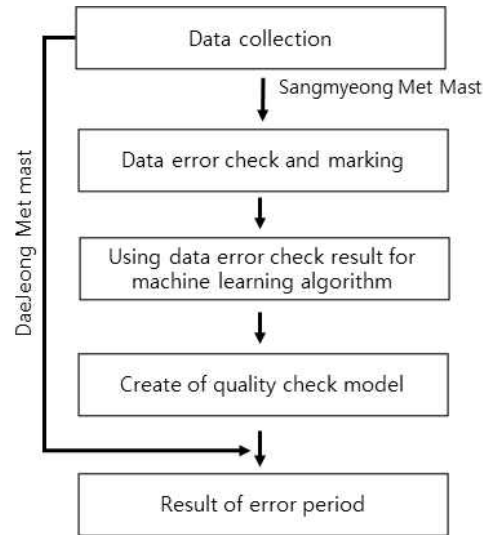 Data collection
Sangmyeong Met Mast
Data error check and marking
DaeJeong Met mast
Using data error check result for
machine learning algorithm
Create of quality check model
Result of error period